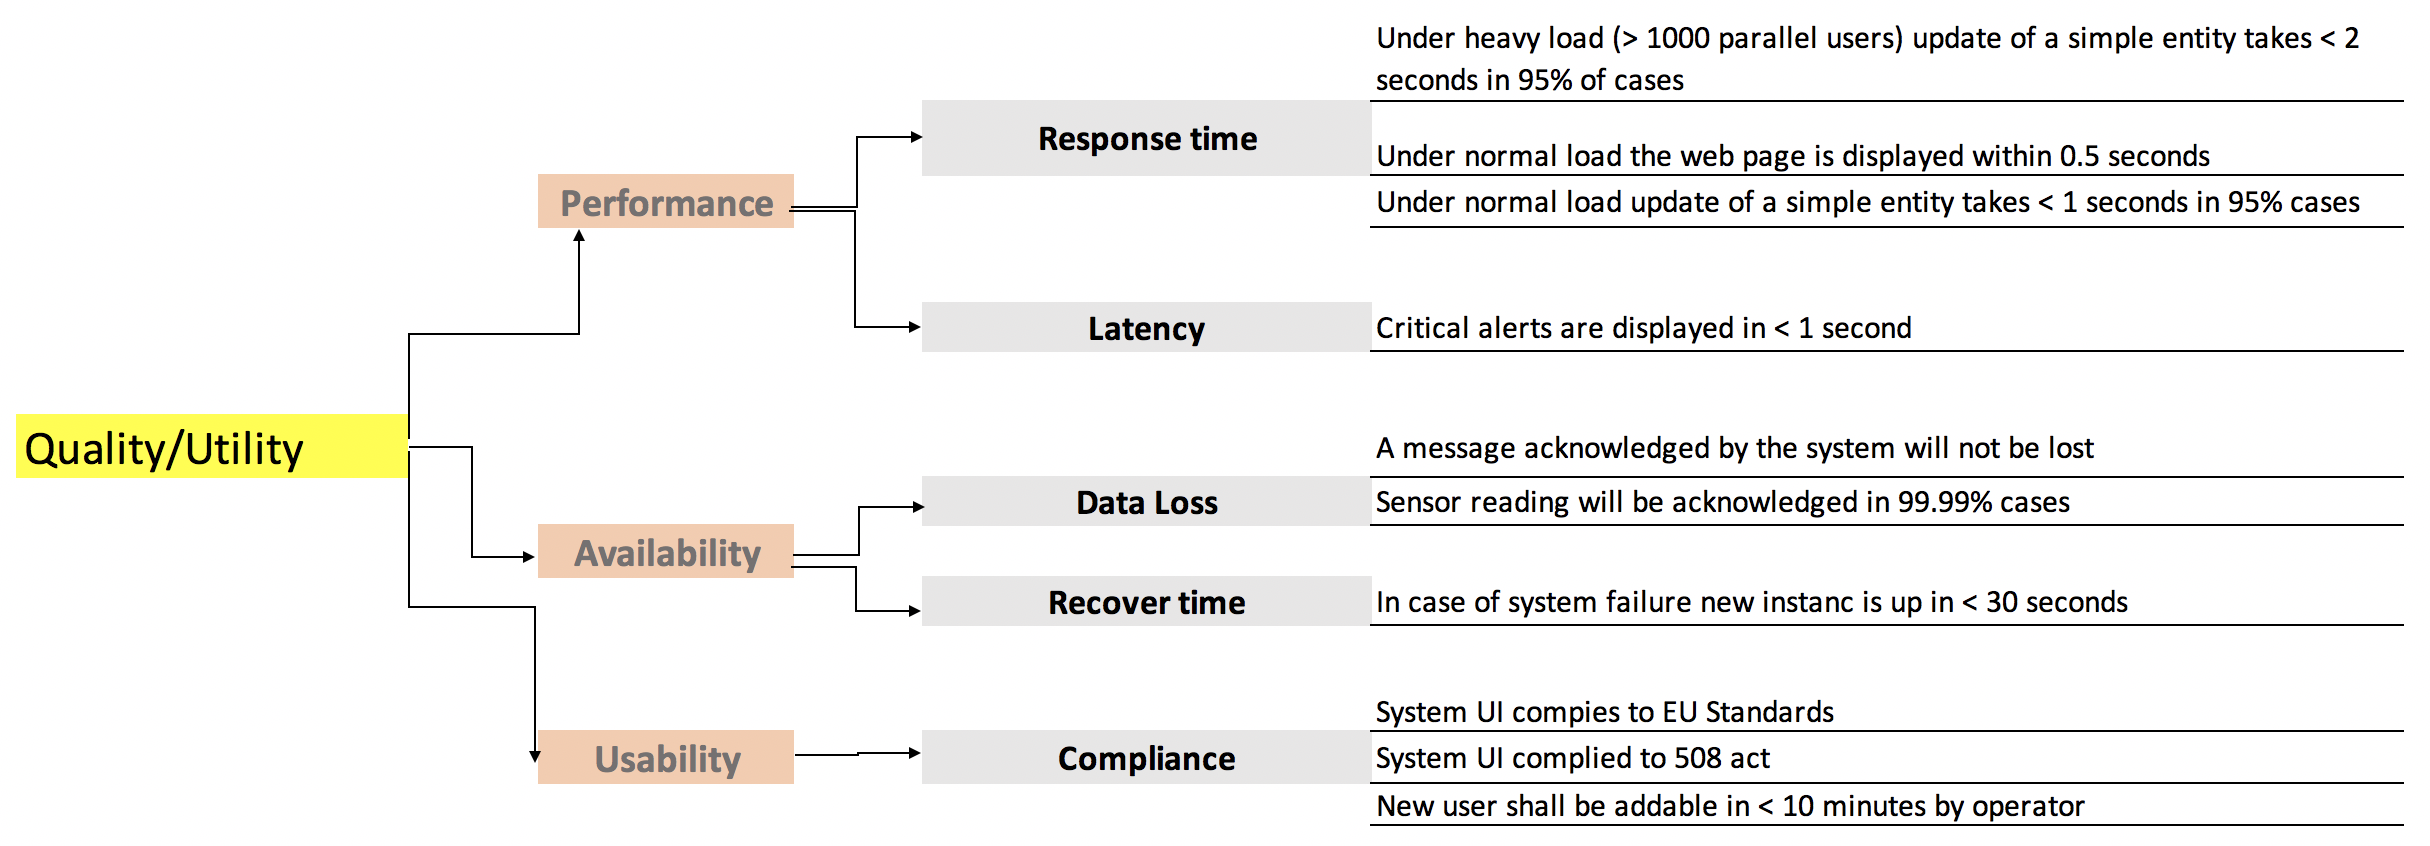 Under heavy load (> 1000 parallel users) update of a simple entity takes < 2
seconds in 95% of cases
Response time
Under normal load the web page is displayed within 0.5 seconds
Performance
Under normal load update of a simple entity takes < 1 seconds in 95% cases
Latency
Critical alerts are displayed in < 1 second
Quality/Utility
A message acknowledged by the system will not be lost
Data Loss
Sensor reading will be acknowledged in 99.99% cases
Availability
Recover time
In case of system failure new instanc is up in < 30 seconds
System UI compies to EU Standards
Usability
Compliance
System UI complied to 508 act
New user shall be addable in < 10 minutes by operator